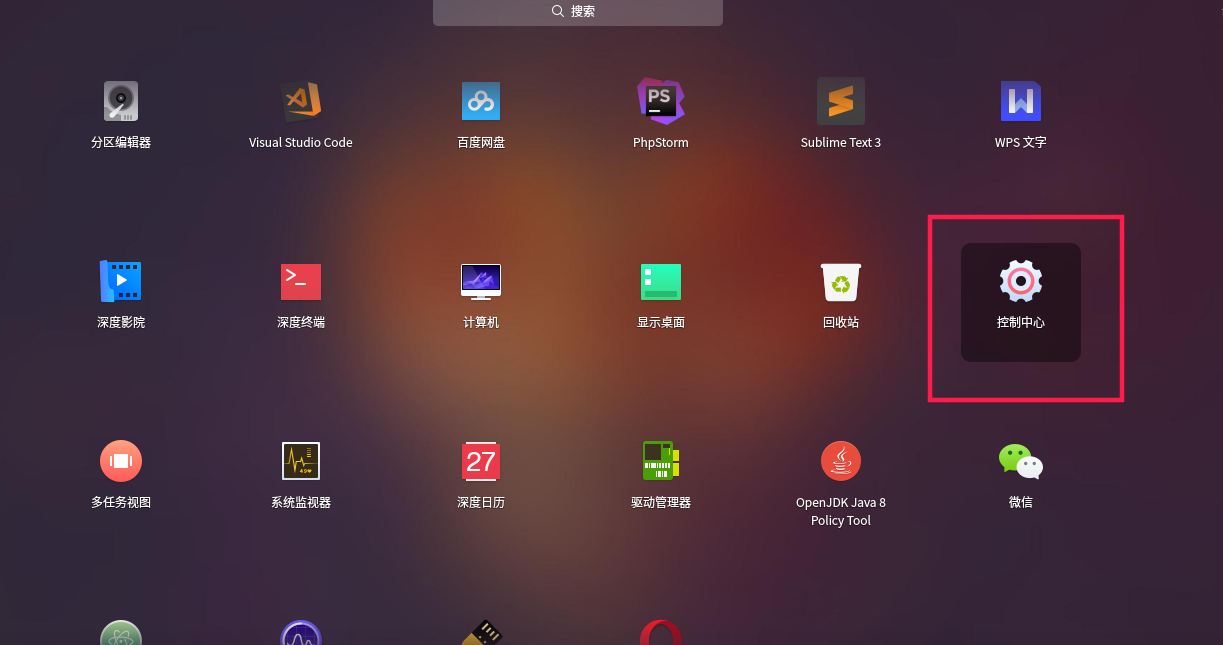 搜索
分区编辑器
Visual Studio Code
百度网盘
PS
PhpStorm
Sublime Text 3
W
WPS 文字
深度影院
>_
深度终端
计算机
显示桌面
回收站
控制中心
多任务视图
系统监视器
27
深度日历
驱动管理器
OpenJDK Java 8
Policy Tool
微信